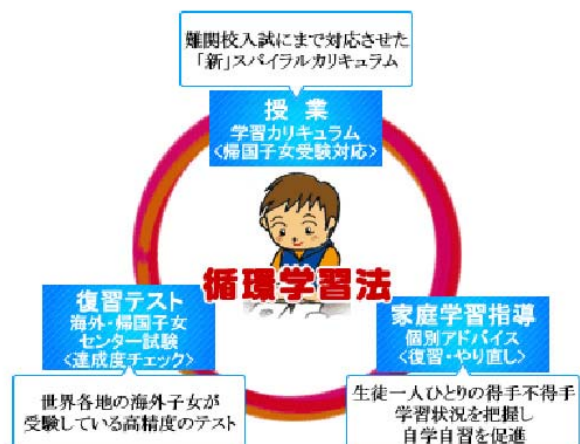 難関校入試にまで対応させた
「新」スパイラルカリキュラム
授 業
学習カリキュラム
<帰国子女受験対応>
循環学習法
復習テスト
海外・帰国子女
センター試験
<達成度チェック>
世界各地の海外子女が
受験している高精度のテスト
家庭学習指導
個別アドバイス
<復習・やり直し>
生徒一人ひとりの得手不得手
学習状況を把握し
自学自習を促進